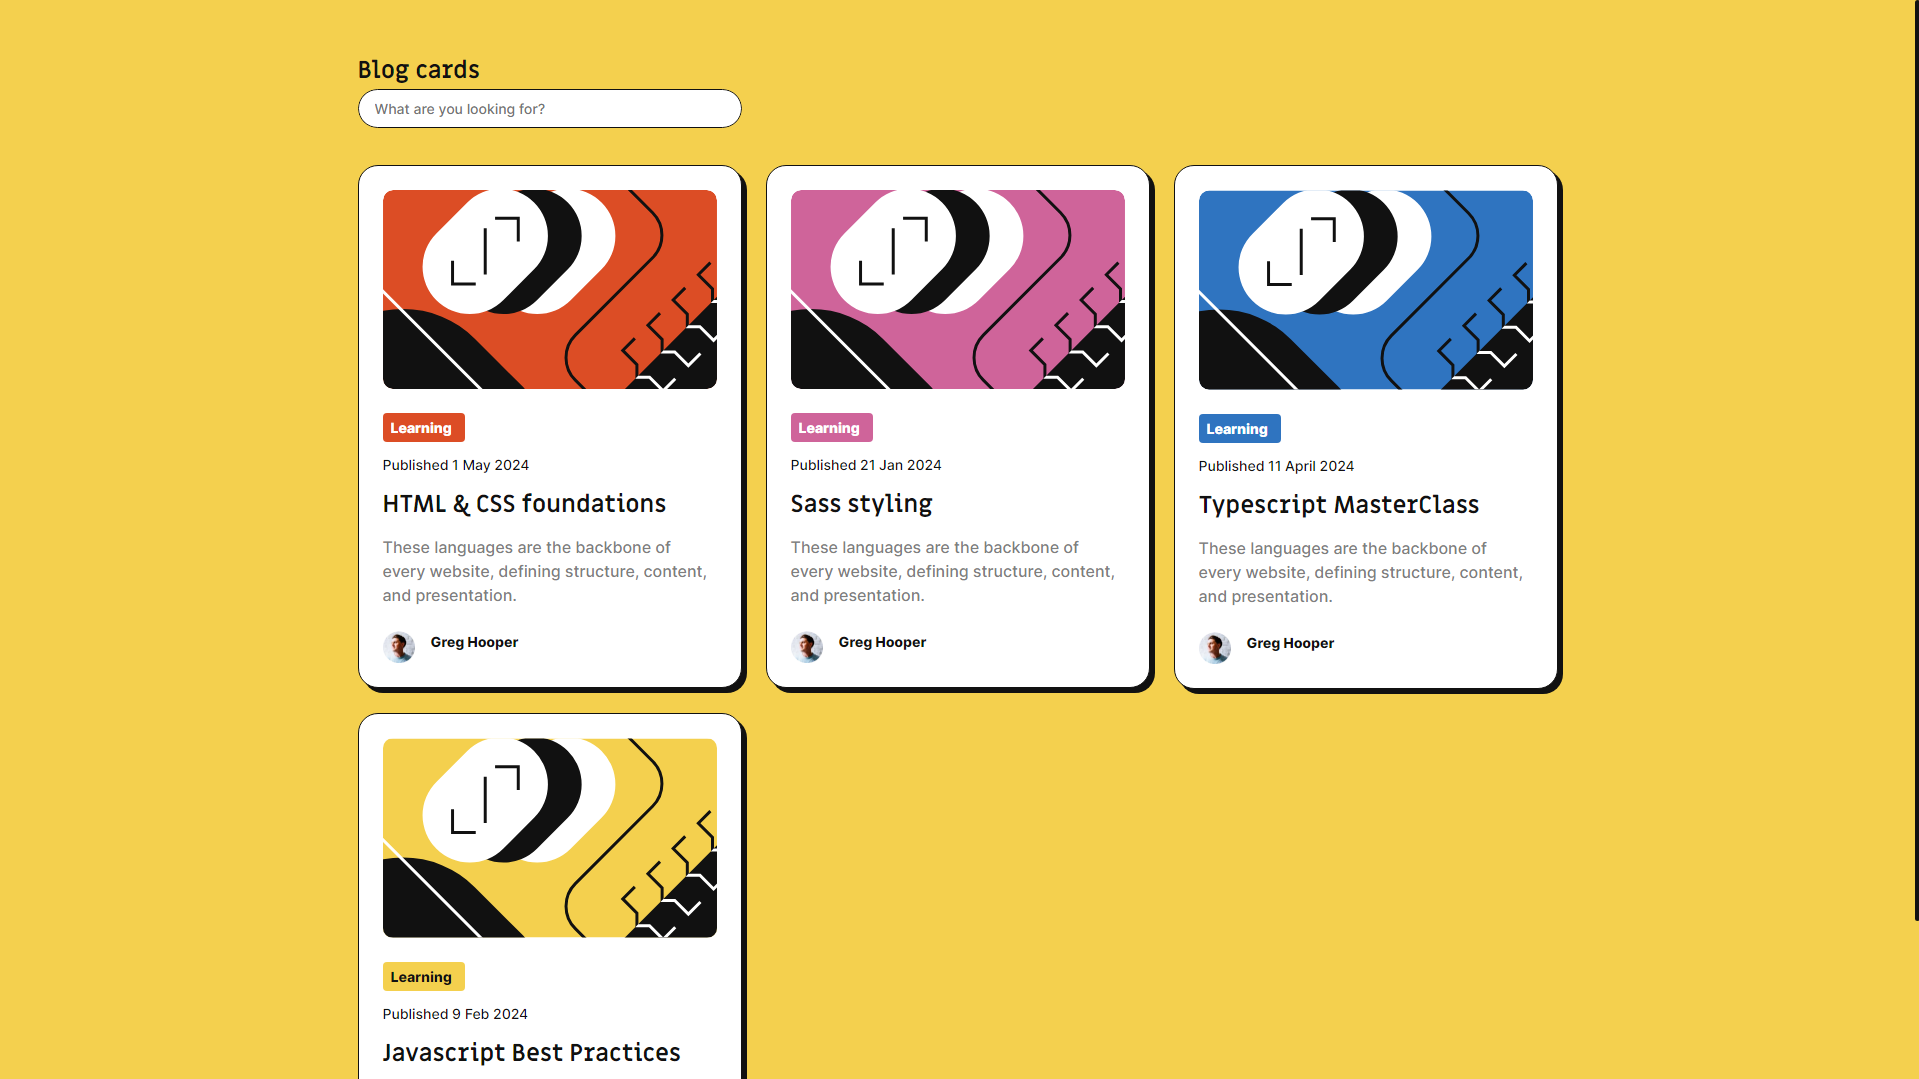 Blog cards
What are you looking for?
Learning
Published 1 May 2024
HTML & CSS foundations
These languages are the backbone of
every website, defining structure, content,
and presentation.
Greg Hooper
Learning
Published 21 Jan 2024
Sass styling
These languages are the backbone of
every website, defining structure, content,
and presentation.
Greg Hooper
Learning
Published 11 April 2024
Typescript MasterClass
These languages are the backbone of
every website, defining structure, content,
and presentation.
Greg Hooper
Learning
Published 9 Feb 2024
Javascript Best Practices